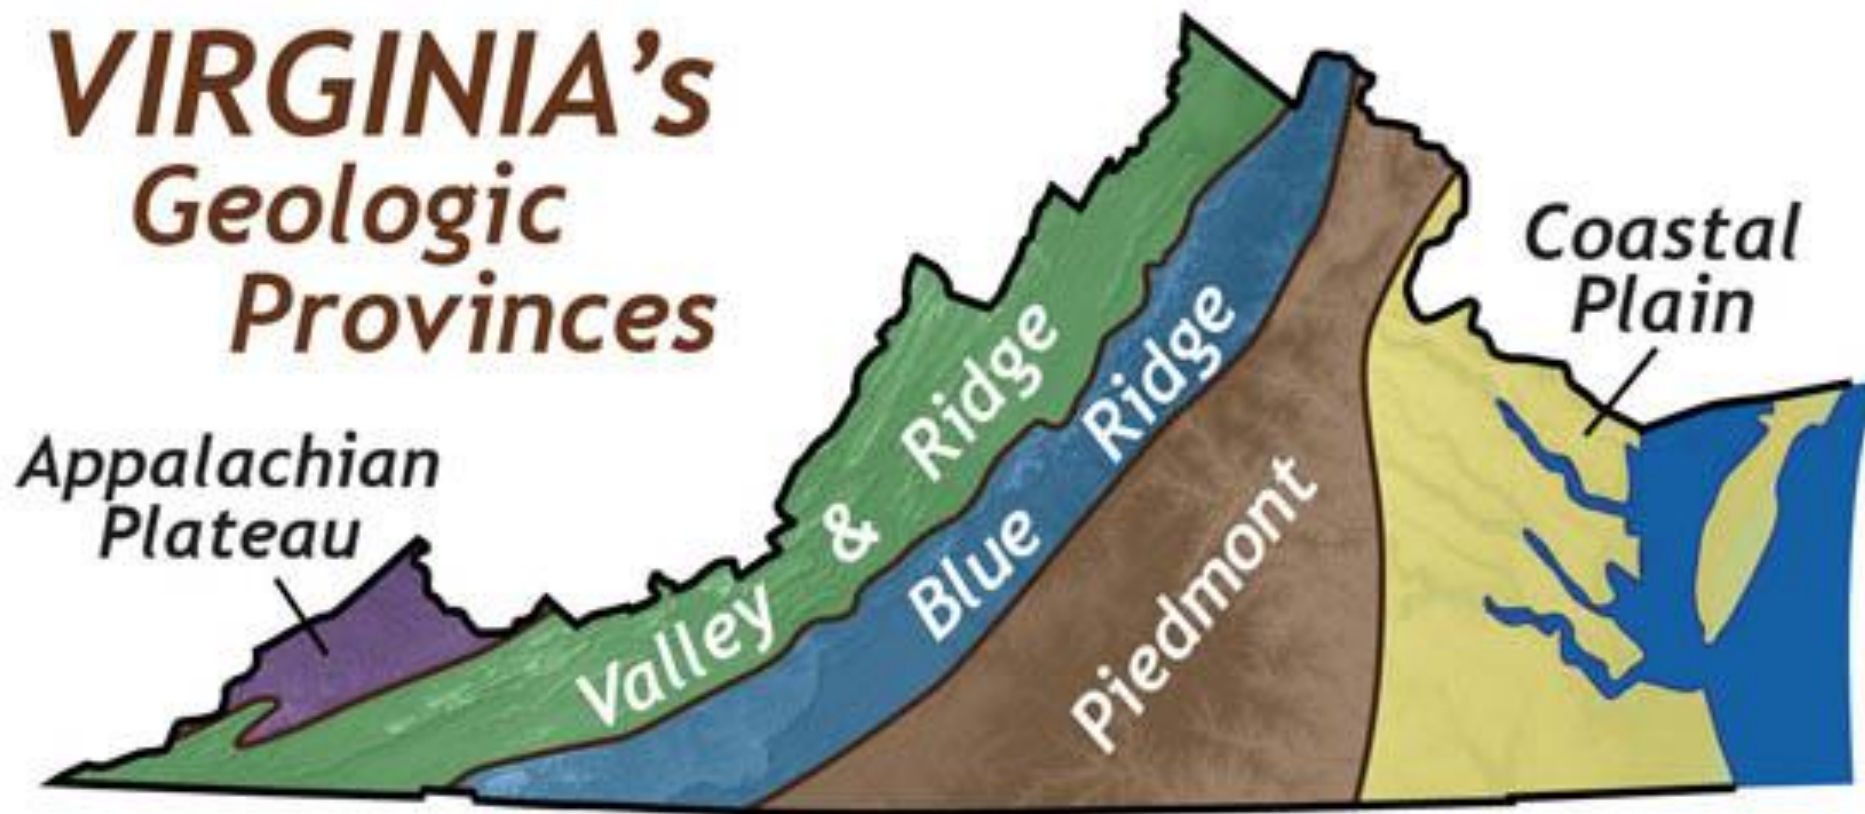 VIRGINIA's
Geologic
Provinces
Appalachian
Plateau
Valley & Ridge
Blue Ridge
Piedmont
Coastal
Plain